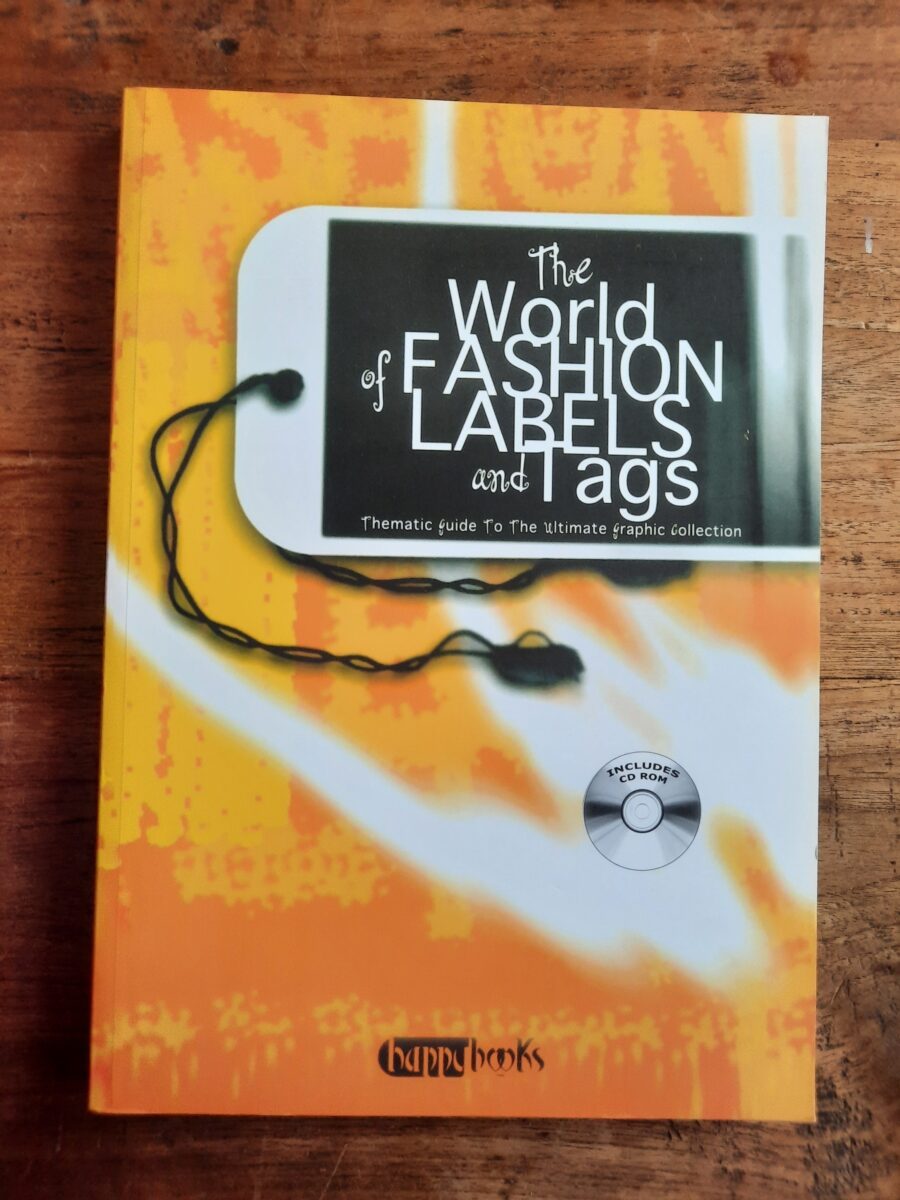 The
World
of FASHION
LABELS
and Tags
Thematic Guide To The Ultimate Graphic Collection
INCLUDES
CD ROM
happybooks